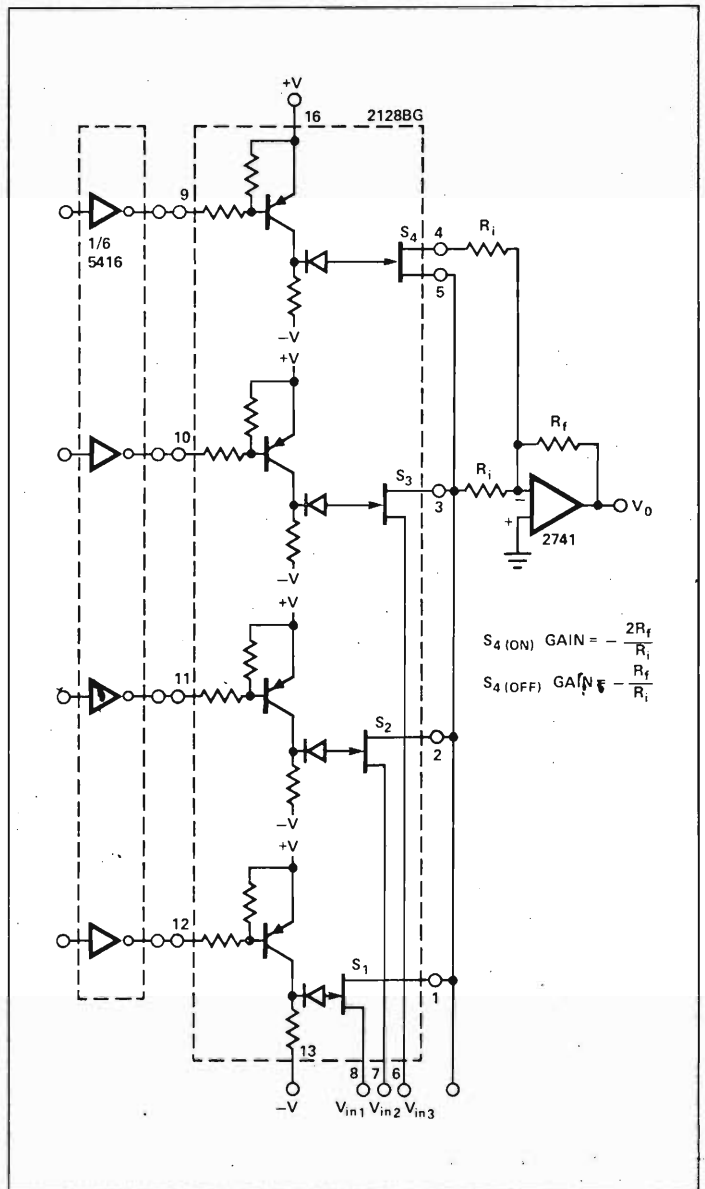 +V
16
2128BG
9
1/6
5416
S4
4
Ri
5
−V
+V
10
Rf
S3
3
Ri
−
+
2741
V0
−V
+V
S4 (ON) GAIN = − 2Rf/Ri
S4 (OFF) GAIN = − Rf/Ri
11
S2
2
−V
+V
12
S1
1
13
8
7
6
−V
Vin1
Vin2
Vin3